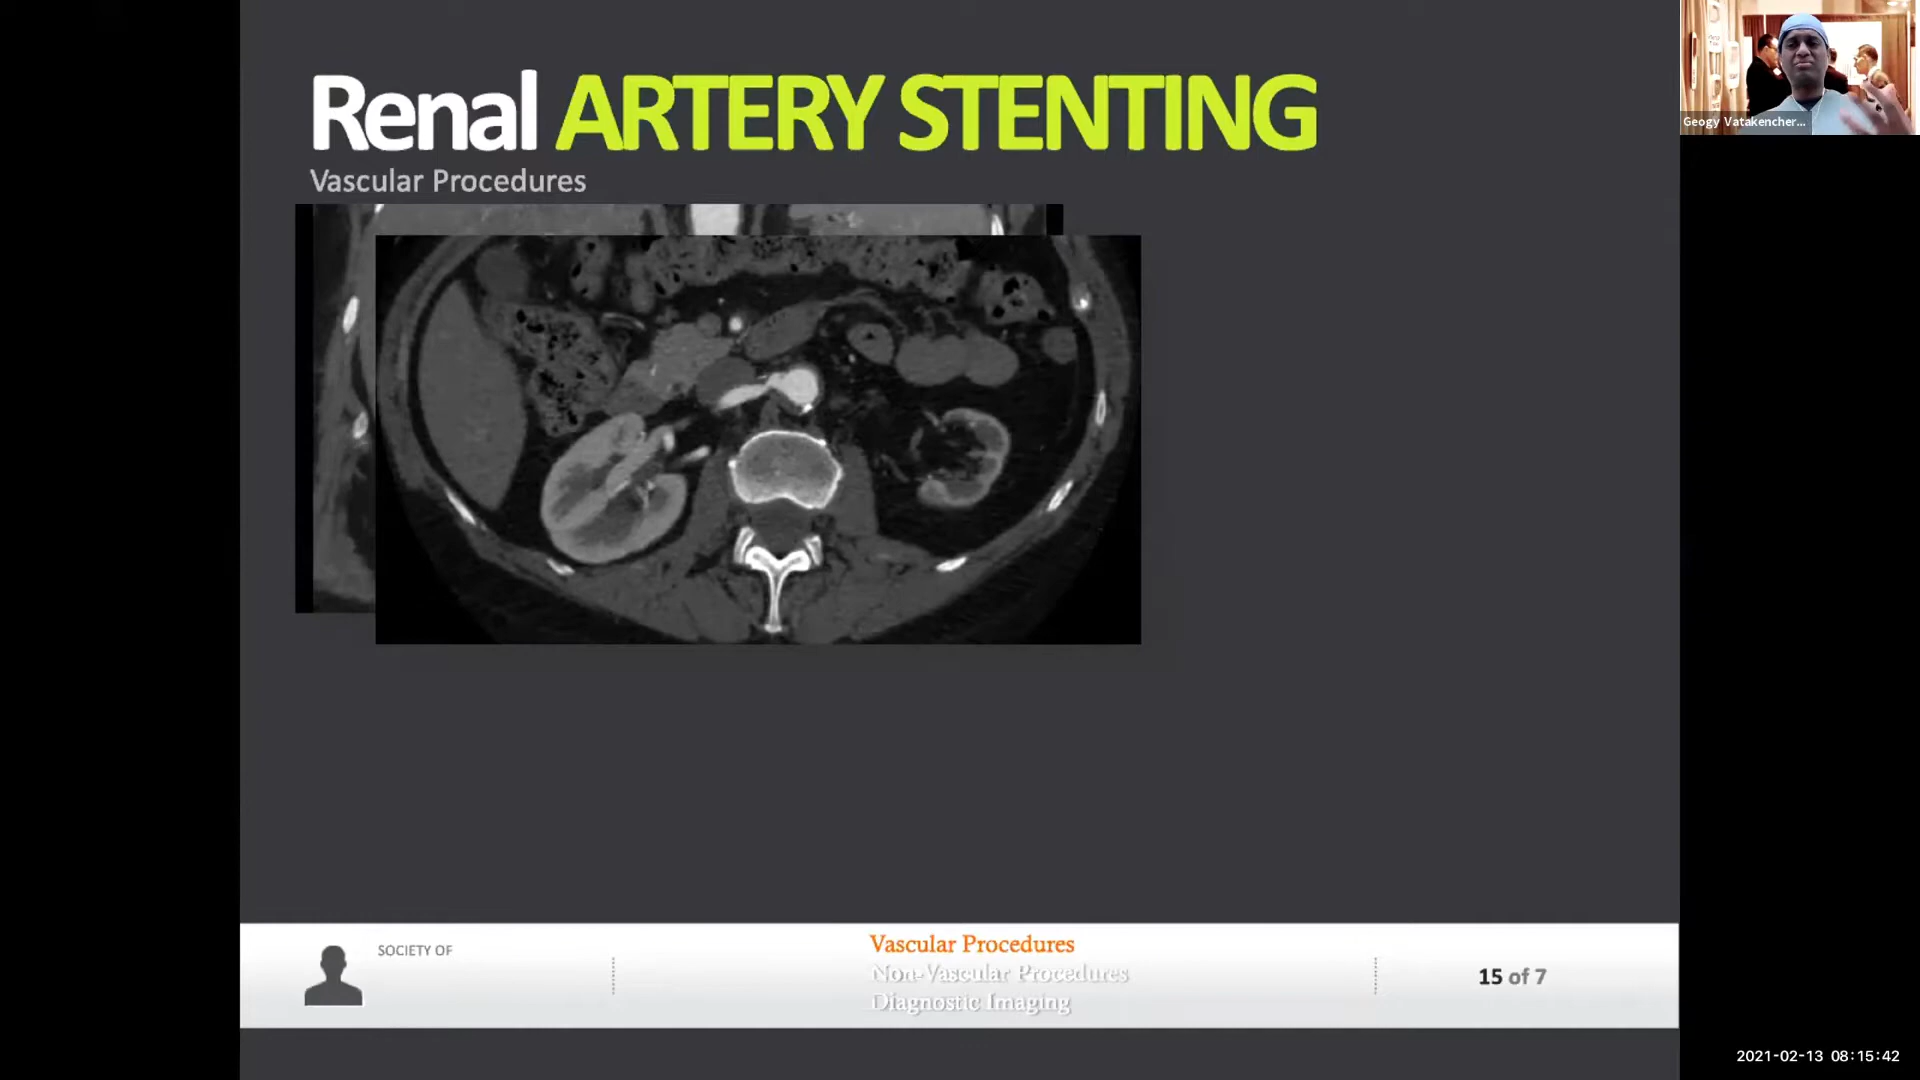 Renal ARTERY STENTING
Vascular Procedures
Geogy Vatakencher...
SOCIETY OF
Vascular Procedures
Non-Vascular Procedures
Diagnostic Imaging
15 of 7
2021-02-13 08:15:42